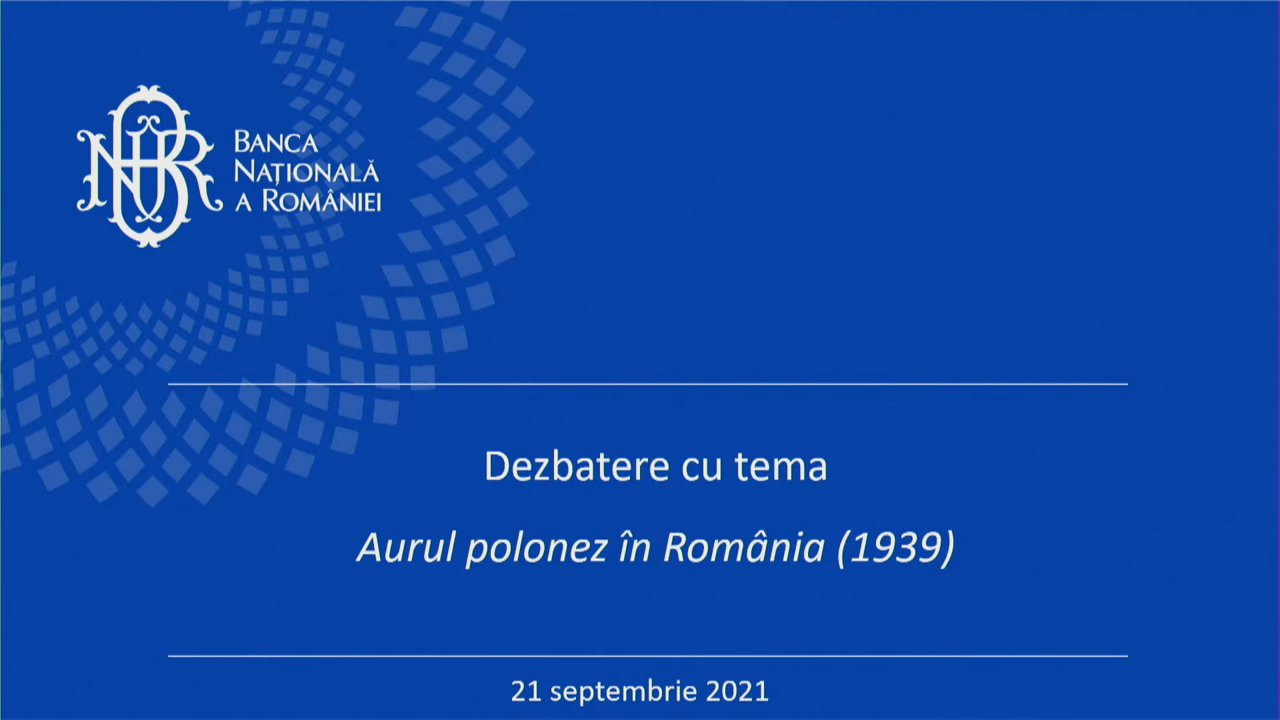 BANCA
NAȚIONALĂ
A ROMÂNIEI
Dezbatere cu tema
Aurul polonez în România (1939)
21 septembrie 2021